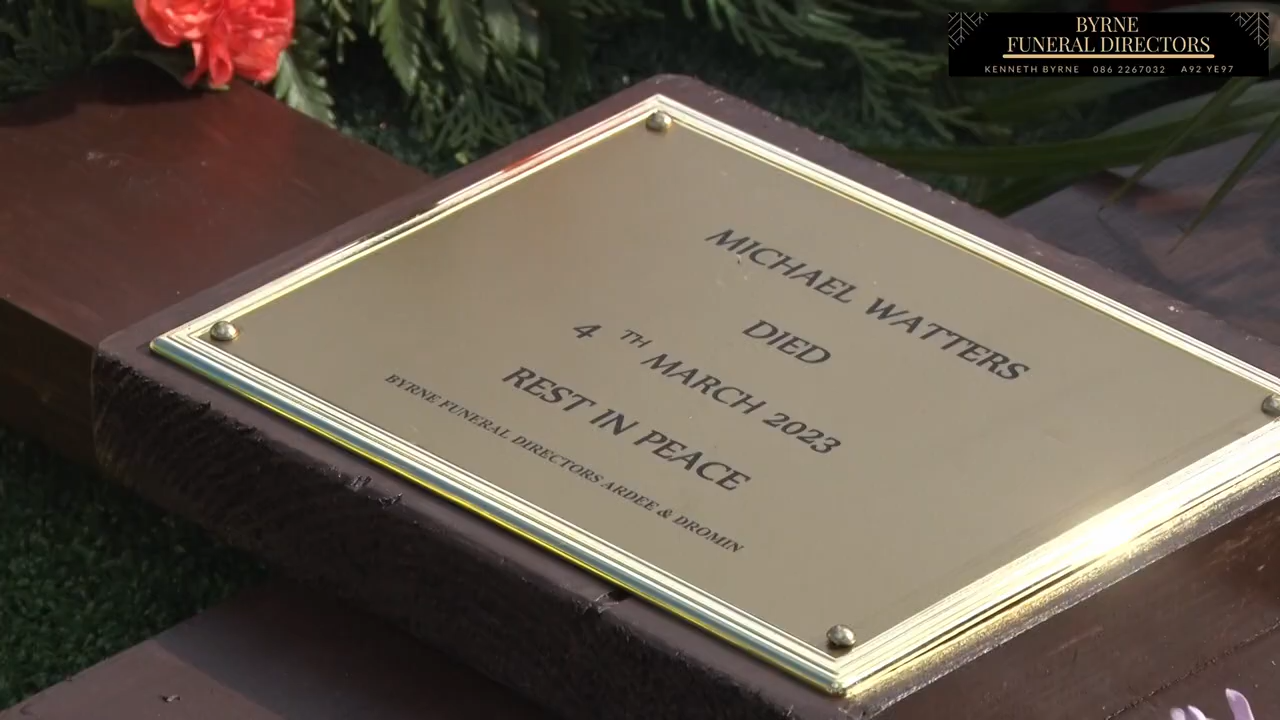 BYRNE
FUNERAL DIRECTORS
KENNETH BYRNE 086 2267032 A92 YE97
MICHAEL WATTERS
DIED
4 TH MARCH 2023
REST IN PEACE
BYRNE FUNERAL DIRECTORS ARDEE & DROMIN